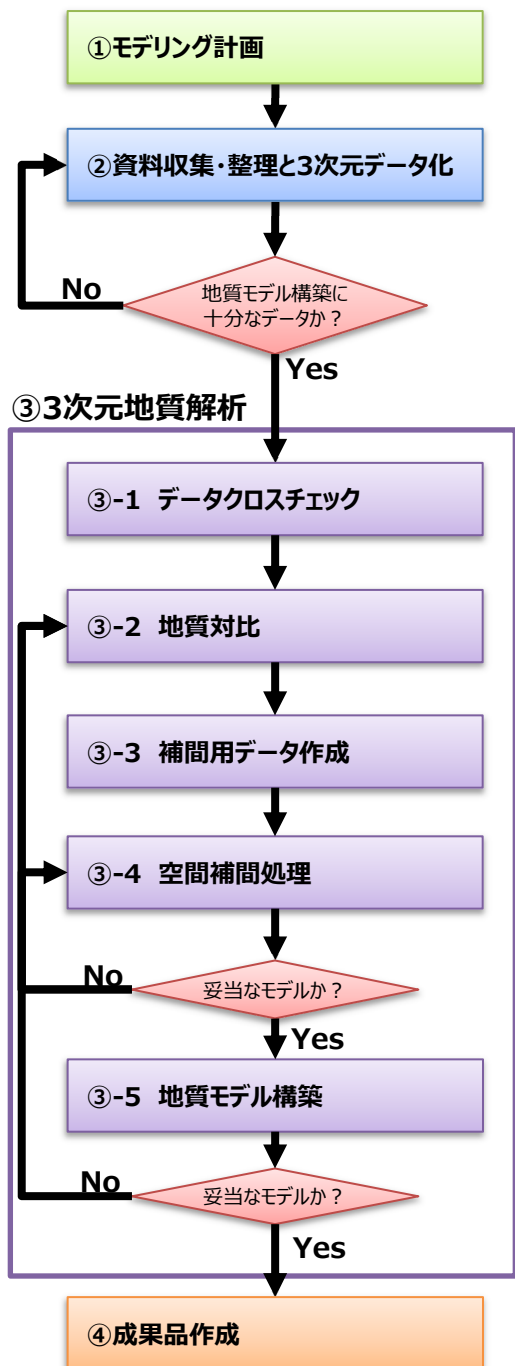 ①モデリング計画
②資料収集・整理と3次元データ化
No
地質モデル構築に
十分なデータか？
Yes
③3次元地質解析
③-1 データクロスチェック
③-2 地質対比
③-3 補間用データ作成
③-4 空間補間処理
No
妥当なモデルか？
Yes
③-5 地質モデル構築
No
妥当なモデルか？
Yes
④成果品作成